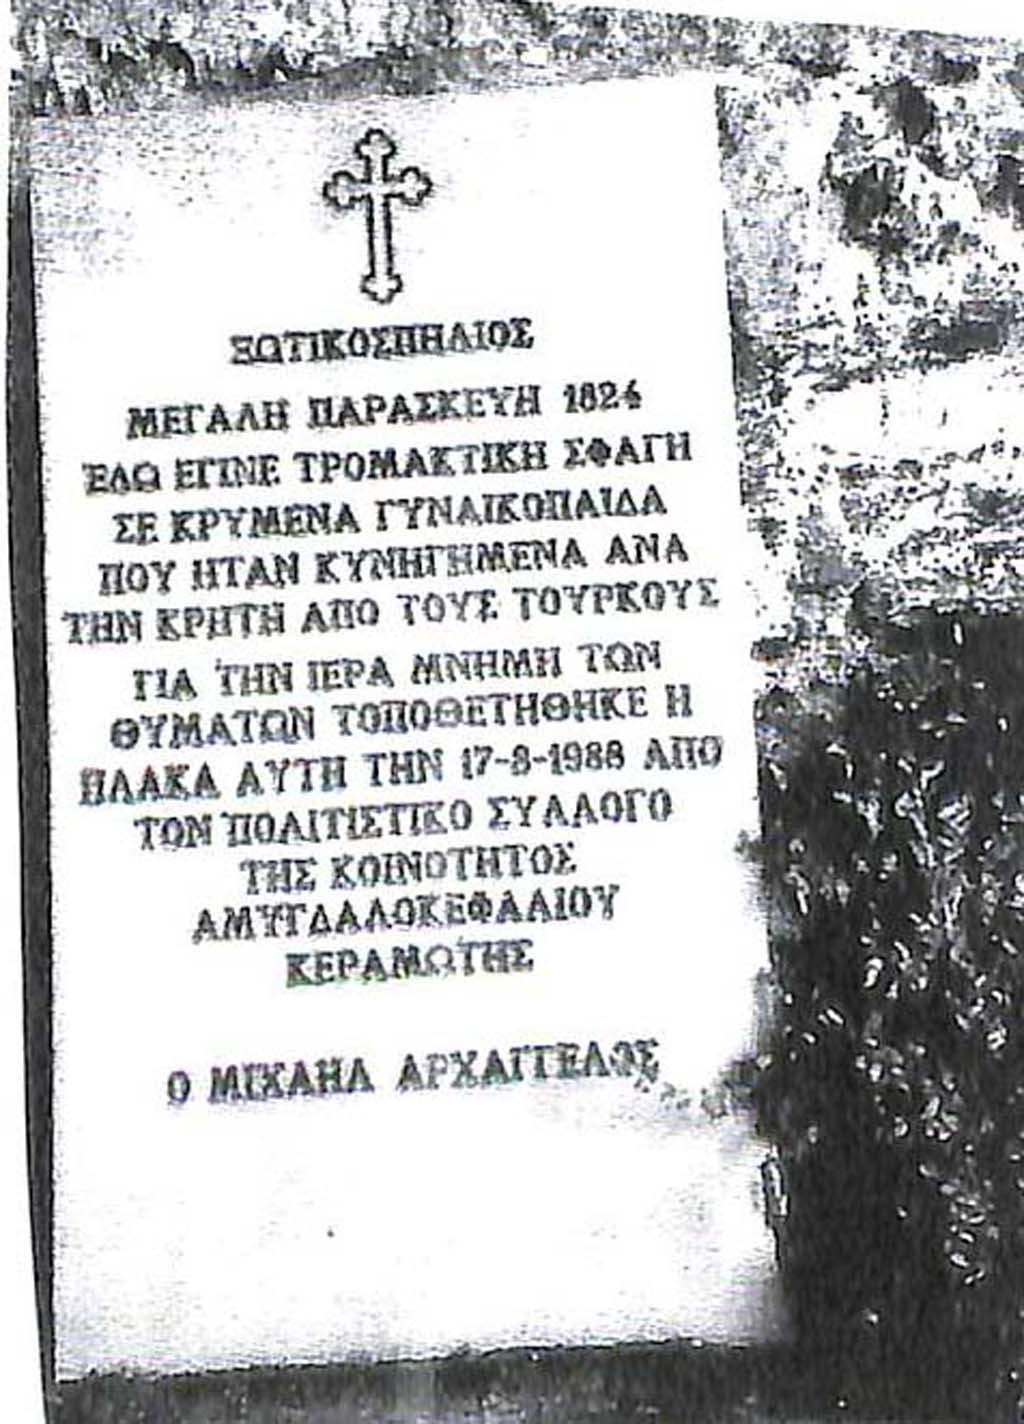 ΞΩΤΙΚΟΣΠΗΛΙΟΣ
ΜΕΓΑΛΗ ΠΑΡΑΣΚΕΥΗ 1824
ΕΔΩ ΕΓΙΝΕ ΤΡΟΜΑΚΤΙΚΗ ΣΦΑΓΗ
ΣΕ ΚΡΥΜΕΝΑ ΓΥΝΑΙΚΟΠΑΙΔΑ
ΠΟΥ ΗΤΑΝ ΚΥΝΗΓΗΜΕΝΑ ΑΝΑ
ΤΗΝ ΚΡΗΤΗ ΑΠΟ ΤΟΥΣ ΤΟΥΡΚΟΥΣ
ΓΙΑ ΤΗΝ ΙΕΡΑ ΜΝΗΜΗ ΤΩΝ
ΘΥΜΑΤΩΝ ΤΟΠΟΘΕΤΗΘΗΚΕ Η
ΠΛΑΚΑ ΑΥΤΗ ΤΗΝ 17-8-1988 ΑΠΟ
ΤΟΝ ΠΟΛΙΤΙΣΤΙΚΟ ΣΥΛΛΟΓΟ
ΤΗΣ ΚΟΙΝΟΤΗΤΟΣ
ΑΜΥΓΔΑΛΟΚΕΦΑΛΙΟΥ
ΚΕΡΑΜΩΤΗΣ
Ο ΜΙΧΑΗΛ ΑΡΧΑΓΓΕΛΟΣ